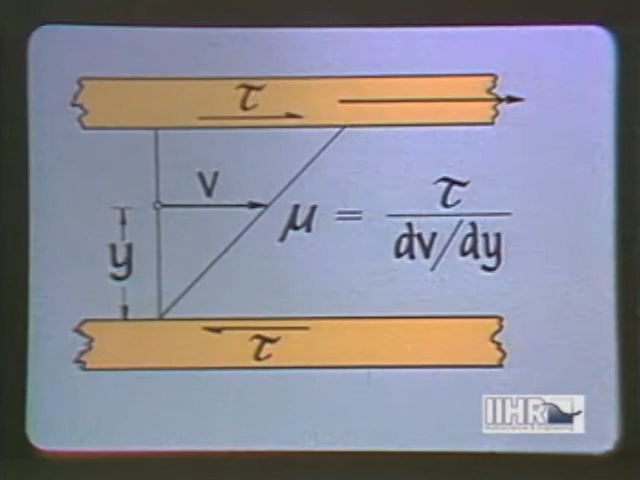 τ
v
μ = τ / dv/dy
y
τ
IIHR